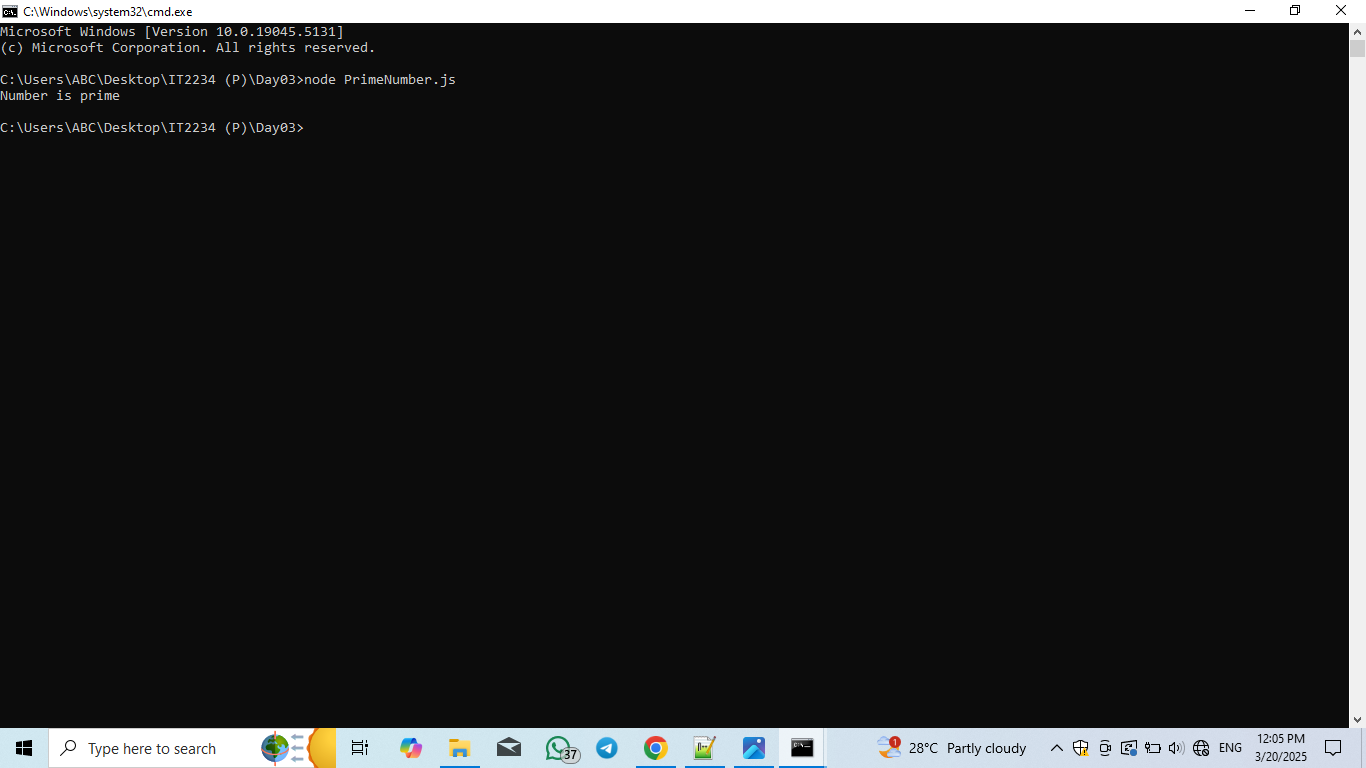 C:\Windows\system32\cmd.exe
Microsoft Windows [Version 10.0.19045.5131]
(c) Microsoft Corporation. All rights reserved.
C:\Users\ABC\Desktop\IT2234 (P)\Day03>node PrimeNumber.js
Number is prime
C:\Users\ABC\Desktop\IT2234 (P)\Day03>
Type here to search
37
1
28°C Partly cloudy
ENG
12:05 PM
3/20/2025